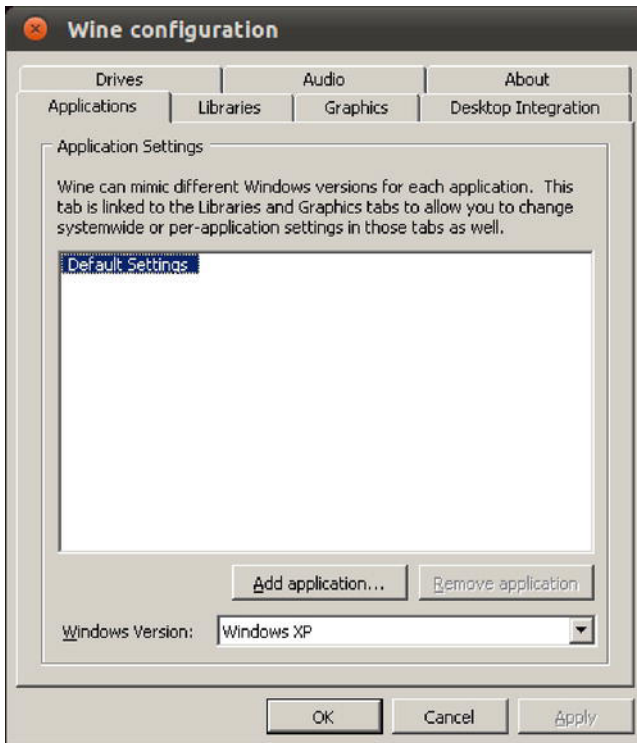 Wine configuration
Drives Audio About
Applications Libraries Graphics Desktop Integration
Application Settings
Wine can mimic different Windows versions for each application. This
tab is linked to the Libraries and Graphics tabs to allow you to change
systemwide or per-application settings in those tabs as well.
Default Settings
Add application... Remove application
Windows Version: Windows XP
OK Cancel Apply